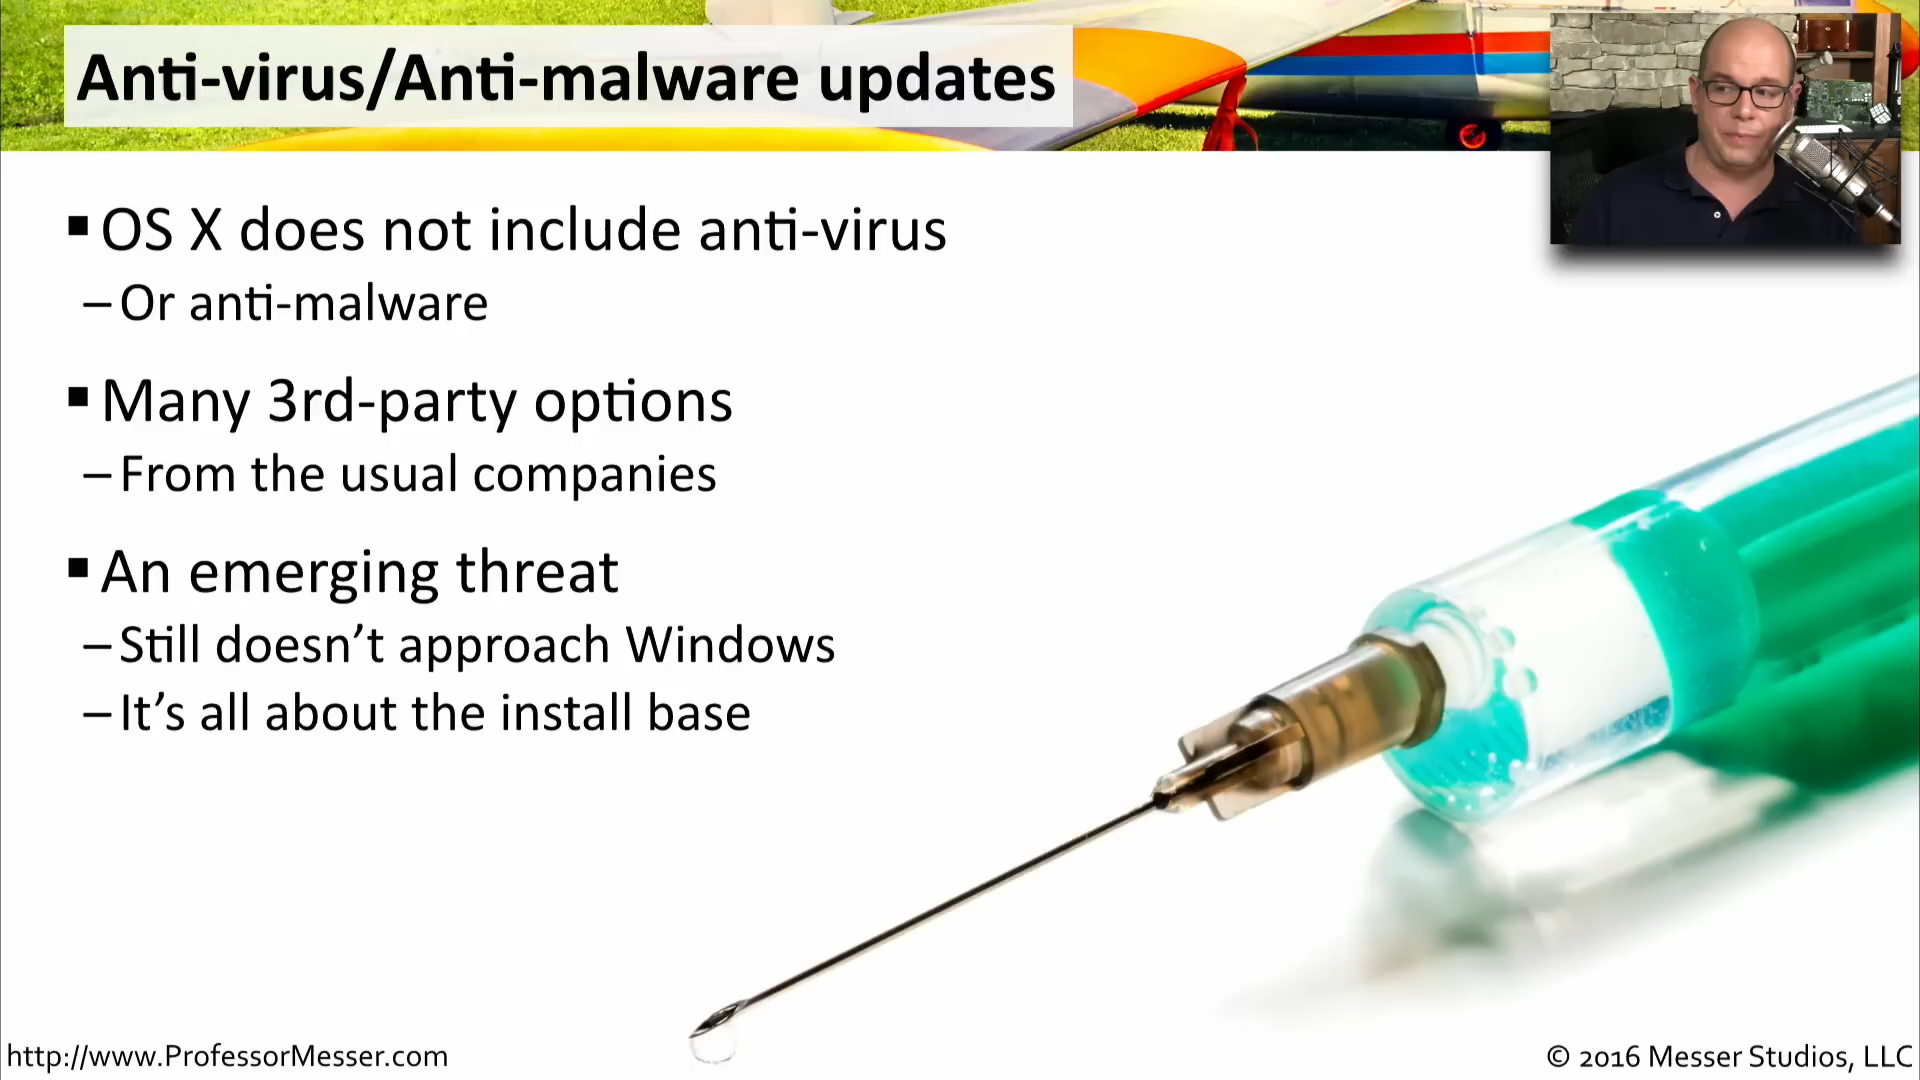 Anti-virus/Anti-malware updates
▪ OS X does not include anti-virus
– Or anti-malware
▪ Many 3rd-party options
– From the usual companies
▪ An emerging threat
– Still doesn’t approach Windows
– It’s all about the install base
http://www.ProfessorMesser.com
© 2016 Messer Studios, LLC